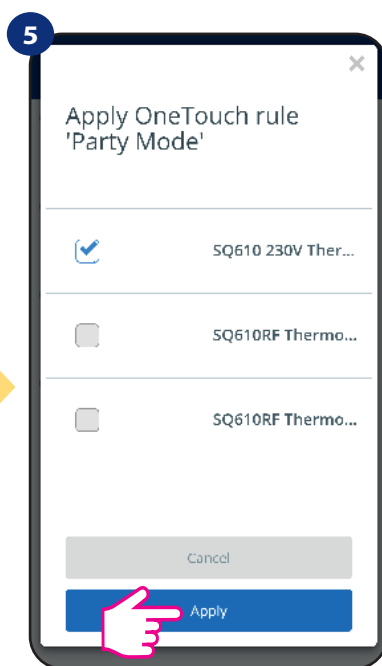 5
×
Apply OneTouch rule
'Party Mode'
SQ610 230V Ther...
SQ610RF Thermo...
SQ610RF Thermo...
Cancel
Apply